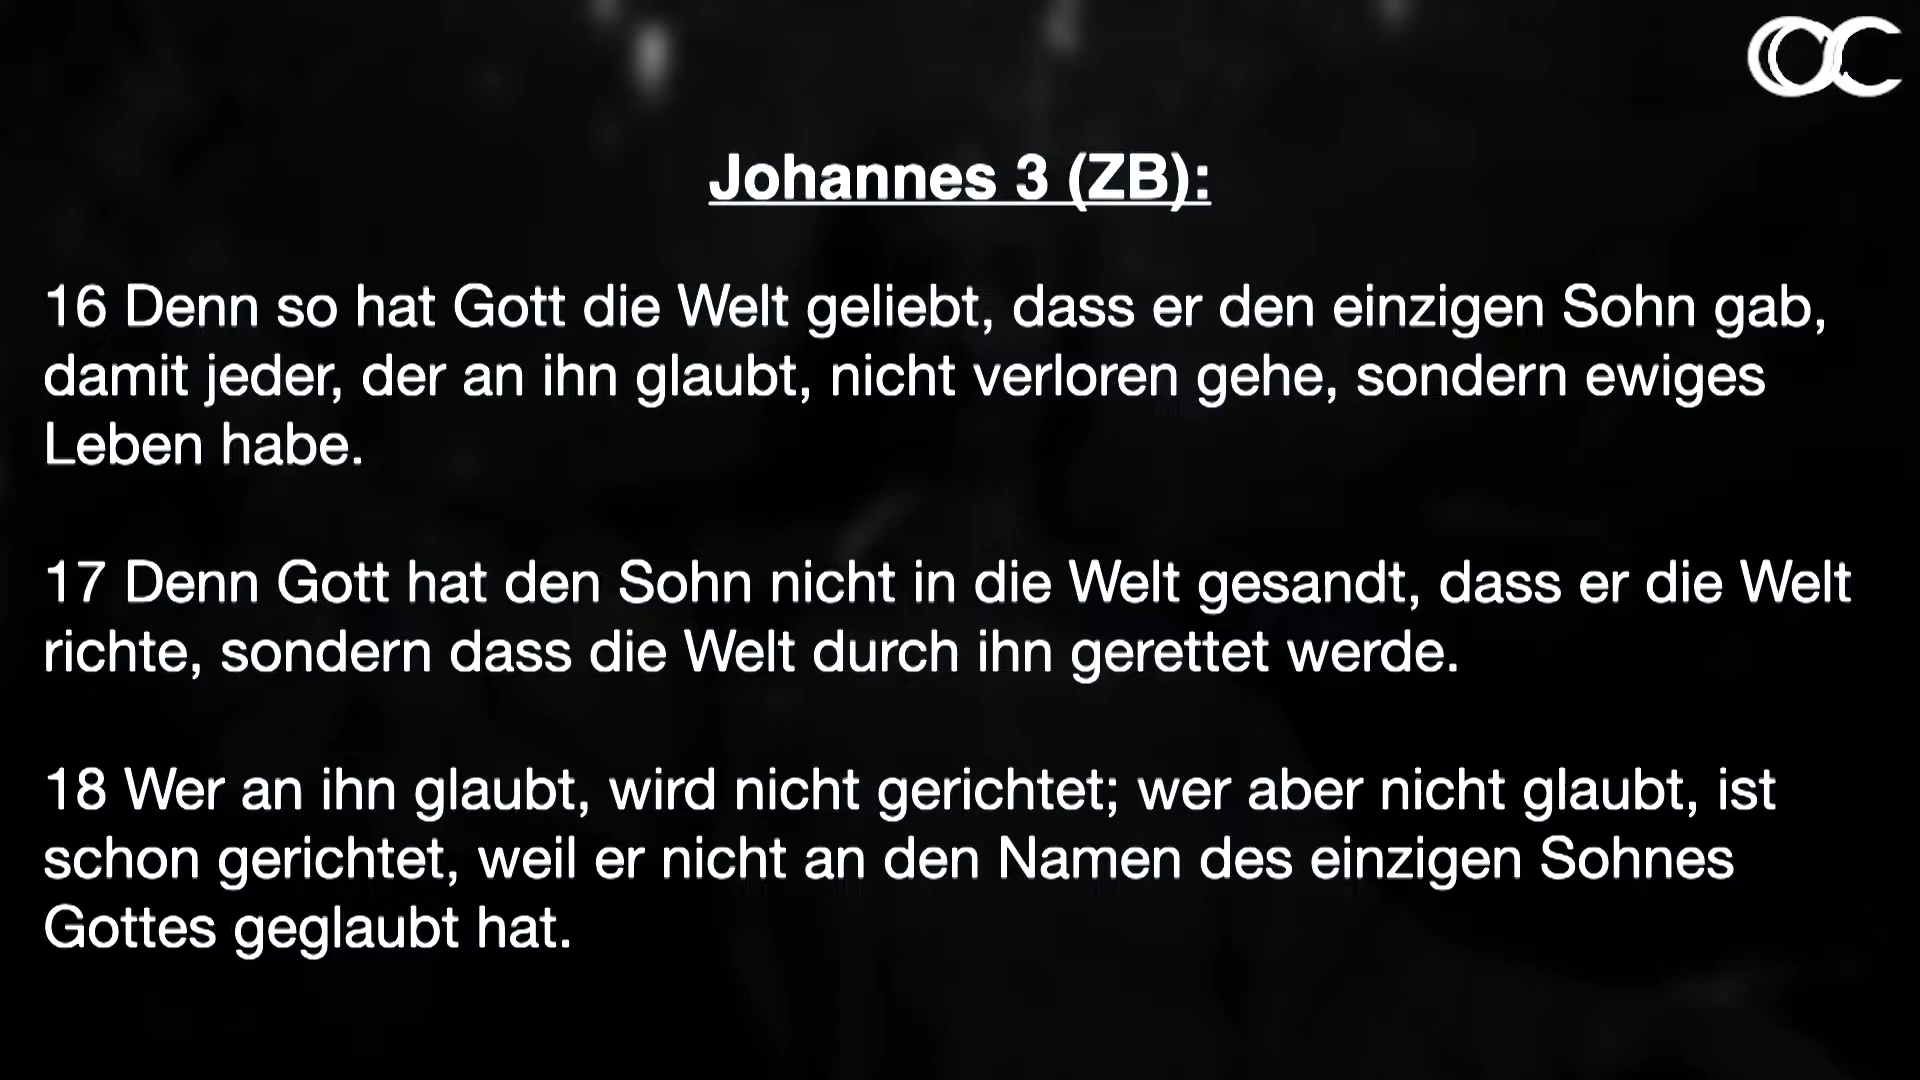 Johannes 3 (ZB):
16 Denn so hat Gott die Welt geliebt, dass er den einzigen Sohn gab,
damit jeder, der an ihn glaubt, nicht verloren gehe, sondern ewiges
Leben habe.
17 Denn Gott hat den Sohn nicht in die Welt gesandt, dass er die Welt
richte, sondern dass die Welt durch ihn gerettet werde.
18 Wer an ihn glaubt, wird nicht gerichtet; wer aber nicht glaubt, ist
schon gerichtet, weil er nicht an den Namen des einzigen Sohnes
Gottes geglaubt hat.